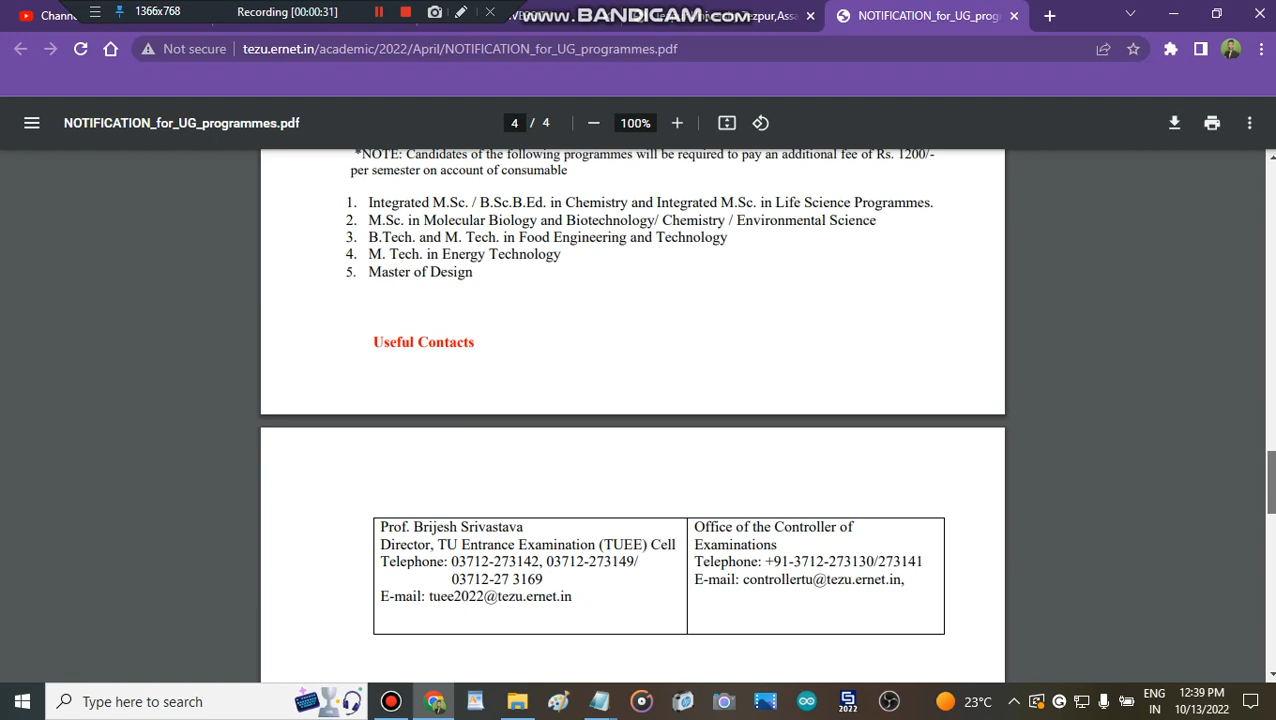 1366x768
Recording [00:00:31]
www.BANDICAM.com
Chann
zpur,Assa
NOTIFICATION_for_UG_prog
Not secure
tezu.ernet.in/academic/2022/April/NOTIFICATION_for_UG_programmes.pdf
NOTIFICATION_for_UG_programmes.pdf
4 / 4
100%
*NOTE: Candidates of the following programmes will be required to pay an additional fee of Rs. 1200/-
per semester on account of consumable
1. Integrated M.Sc. / B.Sc.B.Ed. in Chemistry and Integrated M.Sc. in Life Science Programmes.
2. M.Sc. in Molecular Biology and Biotechnology/ Chemistry / Environmental Science
3. B.Tech. and M. Tech. in Food Engineering and Technology
4. M. Tech. in Energy Technology
5. Master of Design
Useful Contacts
Prof. Brijesh Srivastava
Director, TU Entrance Examination (TUEE) Cell
Telephone: 03712-273142, 03712-273149/
03712-27 3169
E-mail: tuee2022@tezu.ernet.in
Office of the Controller of
Examinations
Telephone: +91-3712-273130/273141
E-mail: controllertu@tezu.ernet.in,
Type here to search
2022
23°C
ENG
IN
12:39 PM
10/13/2022